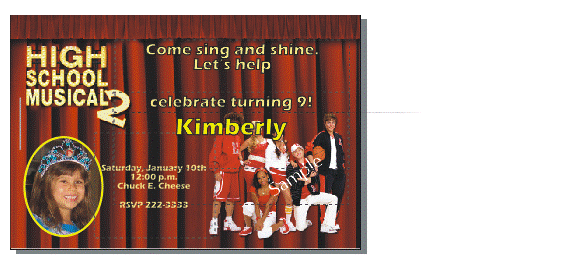 HIGH
SCHOOL
MUSICAL
2
Come sing and shine.
Let's help
celebrate turning 9!
Kimberly
Saturday, January 10th
12:00 p.m.
Chuck E. Cheese
RSVP 222-3333
Sample